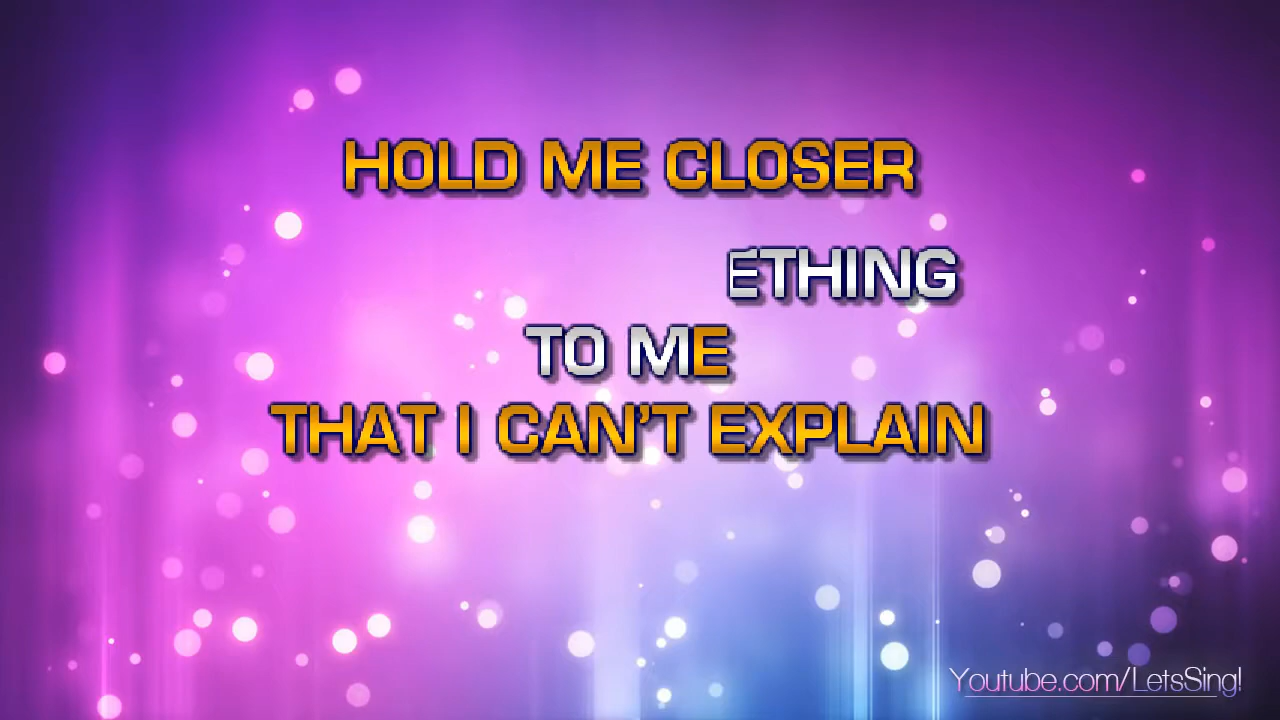 HOLD ME CLOSER
ETHING
TO ME
THAT I CAN'T EXPLAIN
Youtube.com/LetsSing!